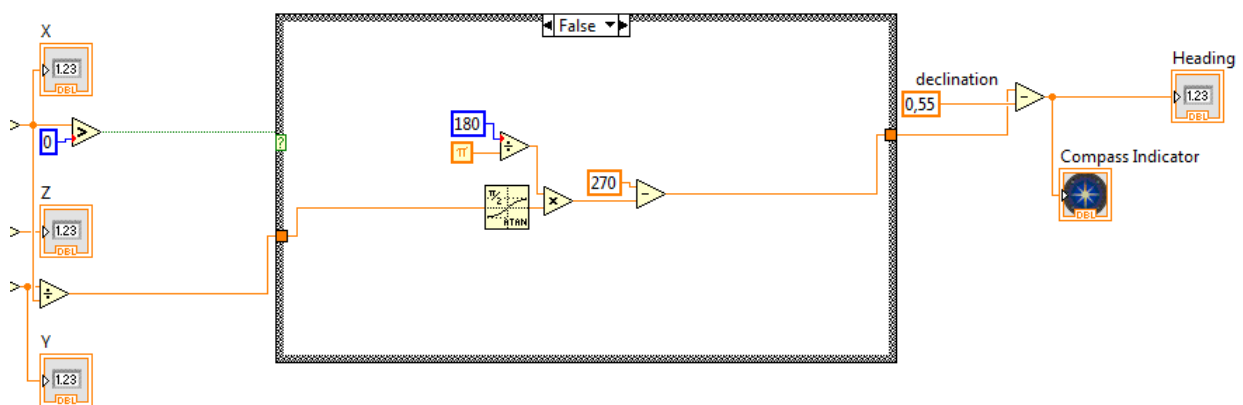 False
X
1.23
DBL
>
0
Z
1.23
DBL
÷
Y
1.23
DBL
?
180
π
÷
π/2
ATAN
×
270
-
declination
0,55
-
Heading
1.23
DBL
Compass Indicator
DBL